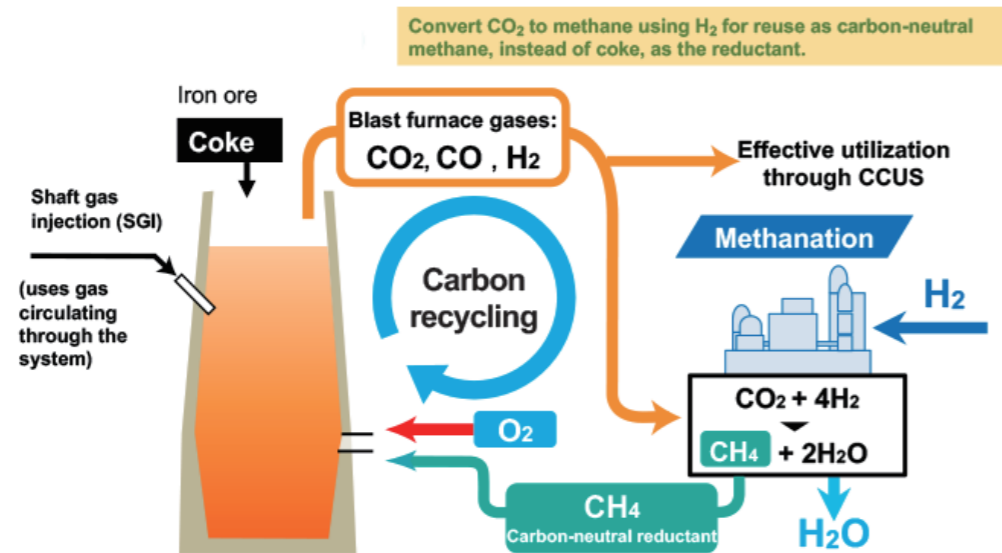 Convert CO₂ to methane using H₂ for reuse as carbon-neutral
methane, instead of coke, as the reductant.
Iron ore
Coke
Blast furnace gases:
CO₂, CO , H₂
Effective utilization
through CCUS
Shaft gas
injection (SGI)
(uses gas
circulating
through the
system)
Carbon
recycling
Methanation
H₂
CO₂ + 4H₂
CH₄ + 2H₂O
O₂
CH₄
Carbon-neutral reductant
H₂O